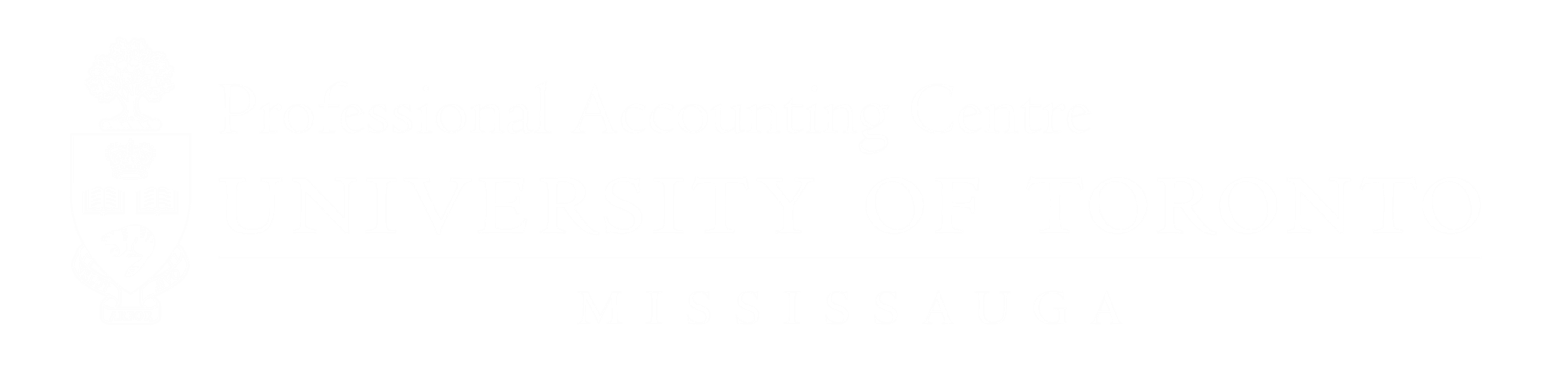 Professional Accounting Centre
UNIVERSITY OF TORONTO
MISSISSAUGA